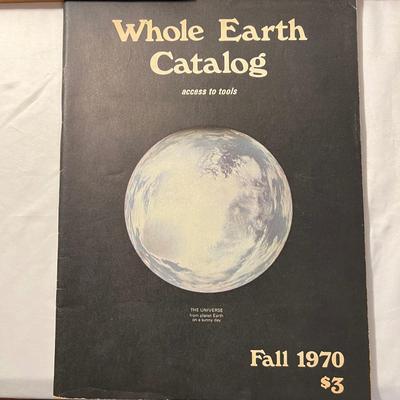 Whole Earth
Catalog
access to tools
THE UNIVERSE
from planet Earth
on a sunny day
Fall 1970
$3